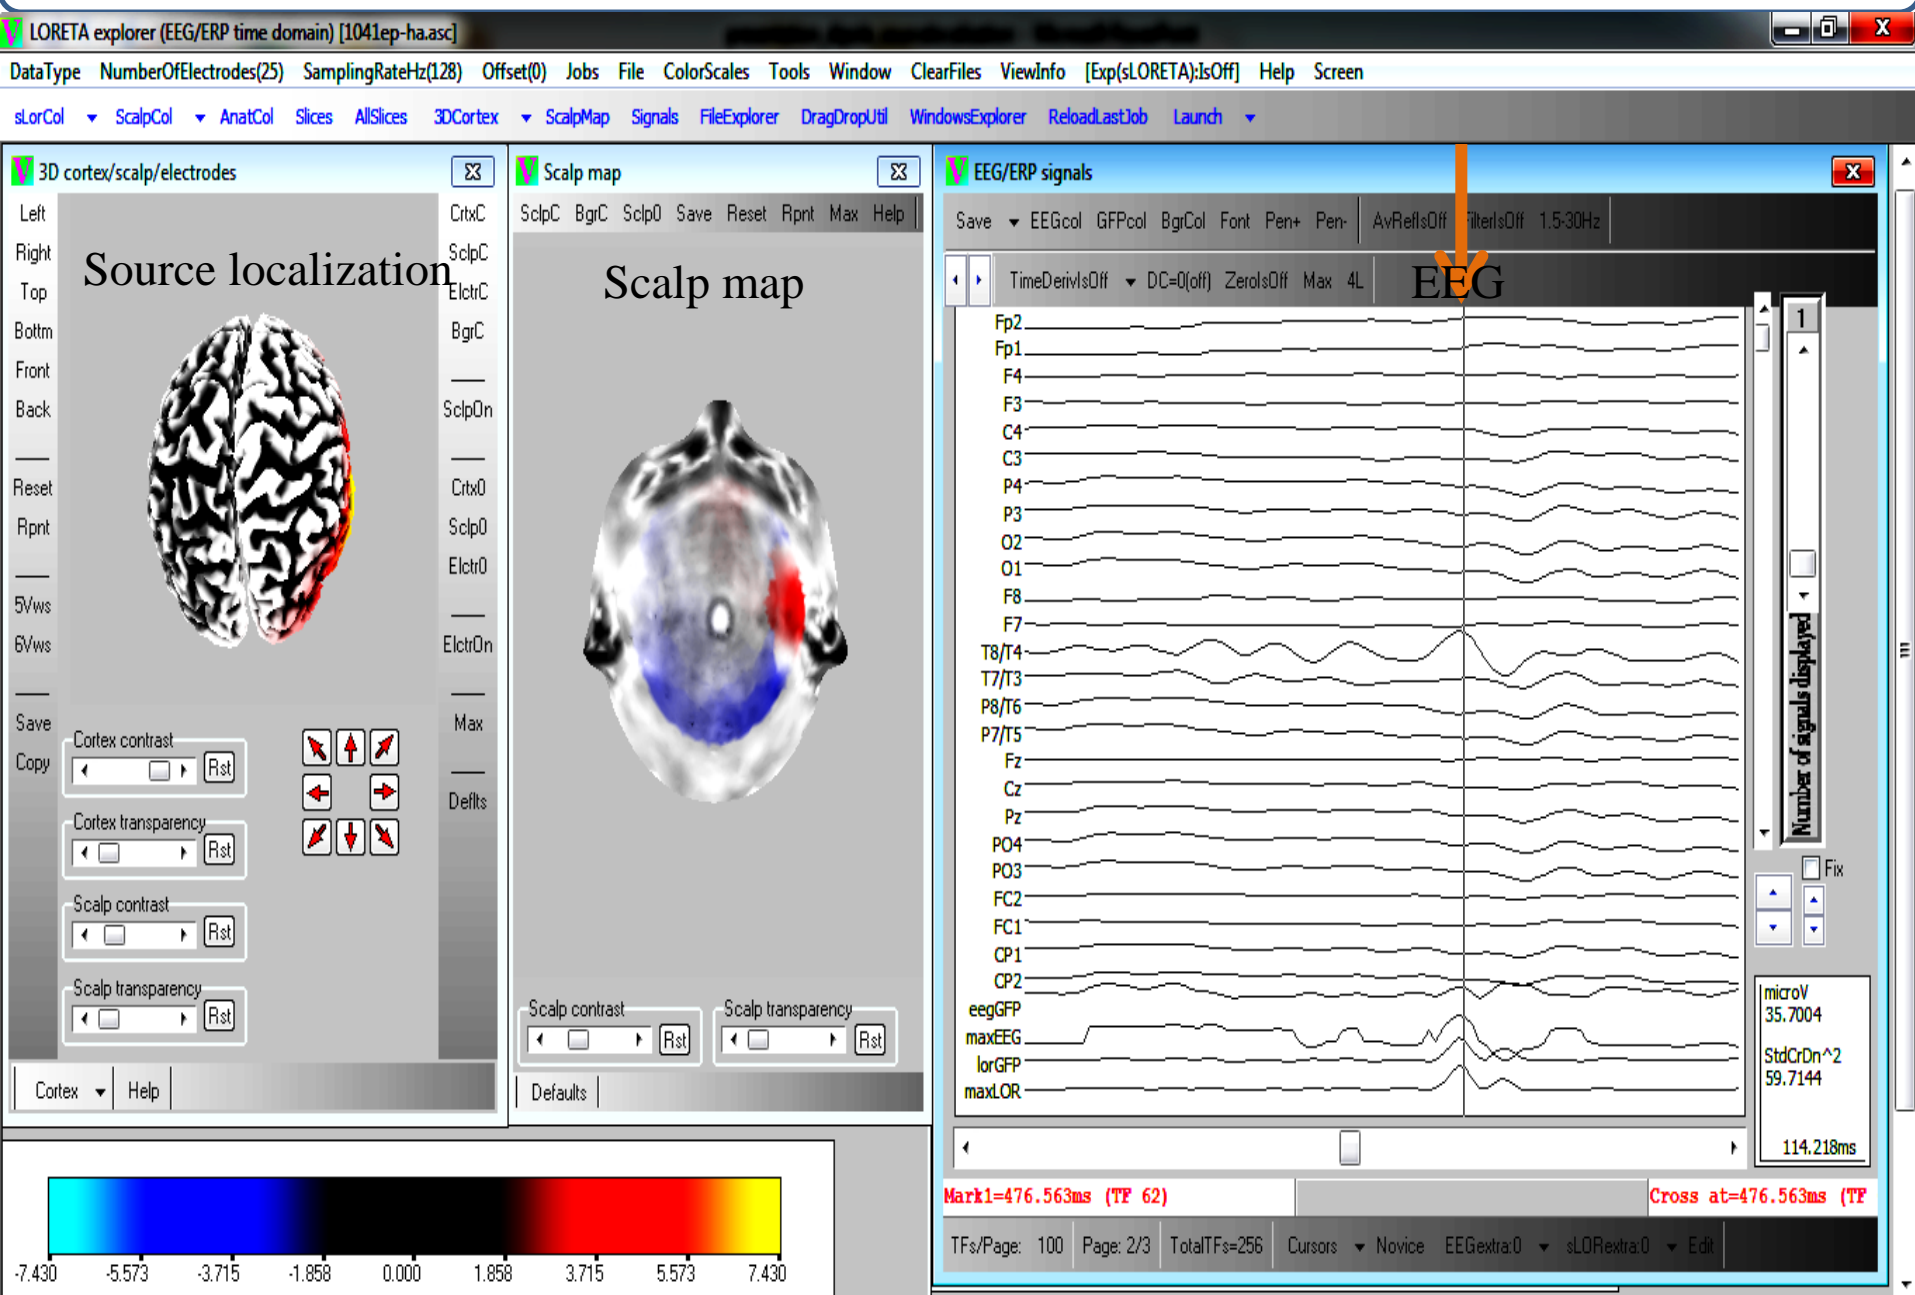 LORETA explorer (EEG/ERP time domain) [1041ep-ha.asc]
X
DataType NumberOfElectrodes(25) SamplingRateHz(128) Offset(0) Jobs File ColorScales Tools Window ClearFiles ViewInfo [Exp(sLORETA):IsOff] Help Screen
sLorCol ScalpCol AnatCol Slices AllSlices 3DCortex ScalpMap Signals FileExplorer DragDropUtil WindowsExplorer ReloadLastJob Launch
3D cortex/scalp/electrodes
Left
Right
Top
Bottm
Front
Back
Reset
Rpnt
5Vws
6Vws
Save
Copy
Source localization
CrtxC
SclpC
ElctrC
BgrC
SclpOn
Crtx0
Sclp0
Elctr0
ElctrOn
Max
Deflts
Cortex contrast
Rst
Cortex transparency
Rst
Scalp contrast
Rst
Scalp transparency
Rst
Cortex Help
Scalp map
SclpC BgrC Sclp0 Save Reset Rpnt Max Help
Scalp map
Scalp contrast
Rst
Scalp transparency
Rst
Defaults
EEG/ERP signals
X
Save EEGcol GFPcol BgrCol Font Pen+ Pen- AvRefIsOff FilterIsOff 1.5-30Hz
TimeDerivIsOff DC=0(off) ZeroIsOff Max 4L
EEG
Fp2
Fp1
F4
F3
C4
C3
P4
P3
O2
O1
F8
F7
T8/T4
T7/T3
P8/T6
P7/T5
Fz
Cz
Pz
PO4
PO3
FC2
FC1
CP1
CP2
eegGFP
maxEEG
lorGFP
maxLOR
1
Number of signals displayed
Fix
microV
35.7004
StdCrDn^2
59.7144
114.218ms
Mark1=476.563ms (TF 62)
Cross at=476.563ms (TF
TFs/Page: 100 Page: 2/3 TotalTFs=256 Cursors Novice EEGextra:0 sLORextra:0 Edit
-7.430 -5.573 -3.715 -1.858 0.000 1.858 3.715 5.573 7.430